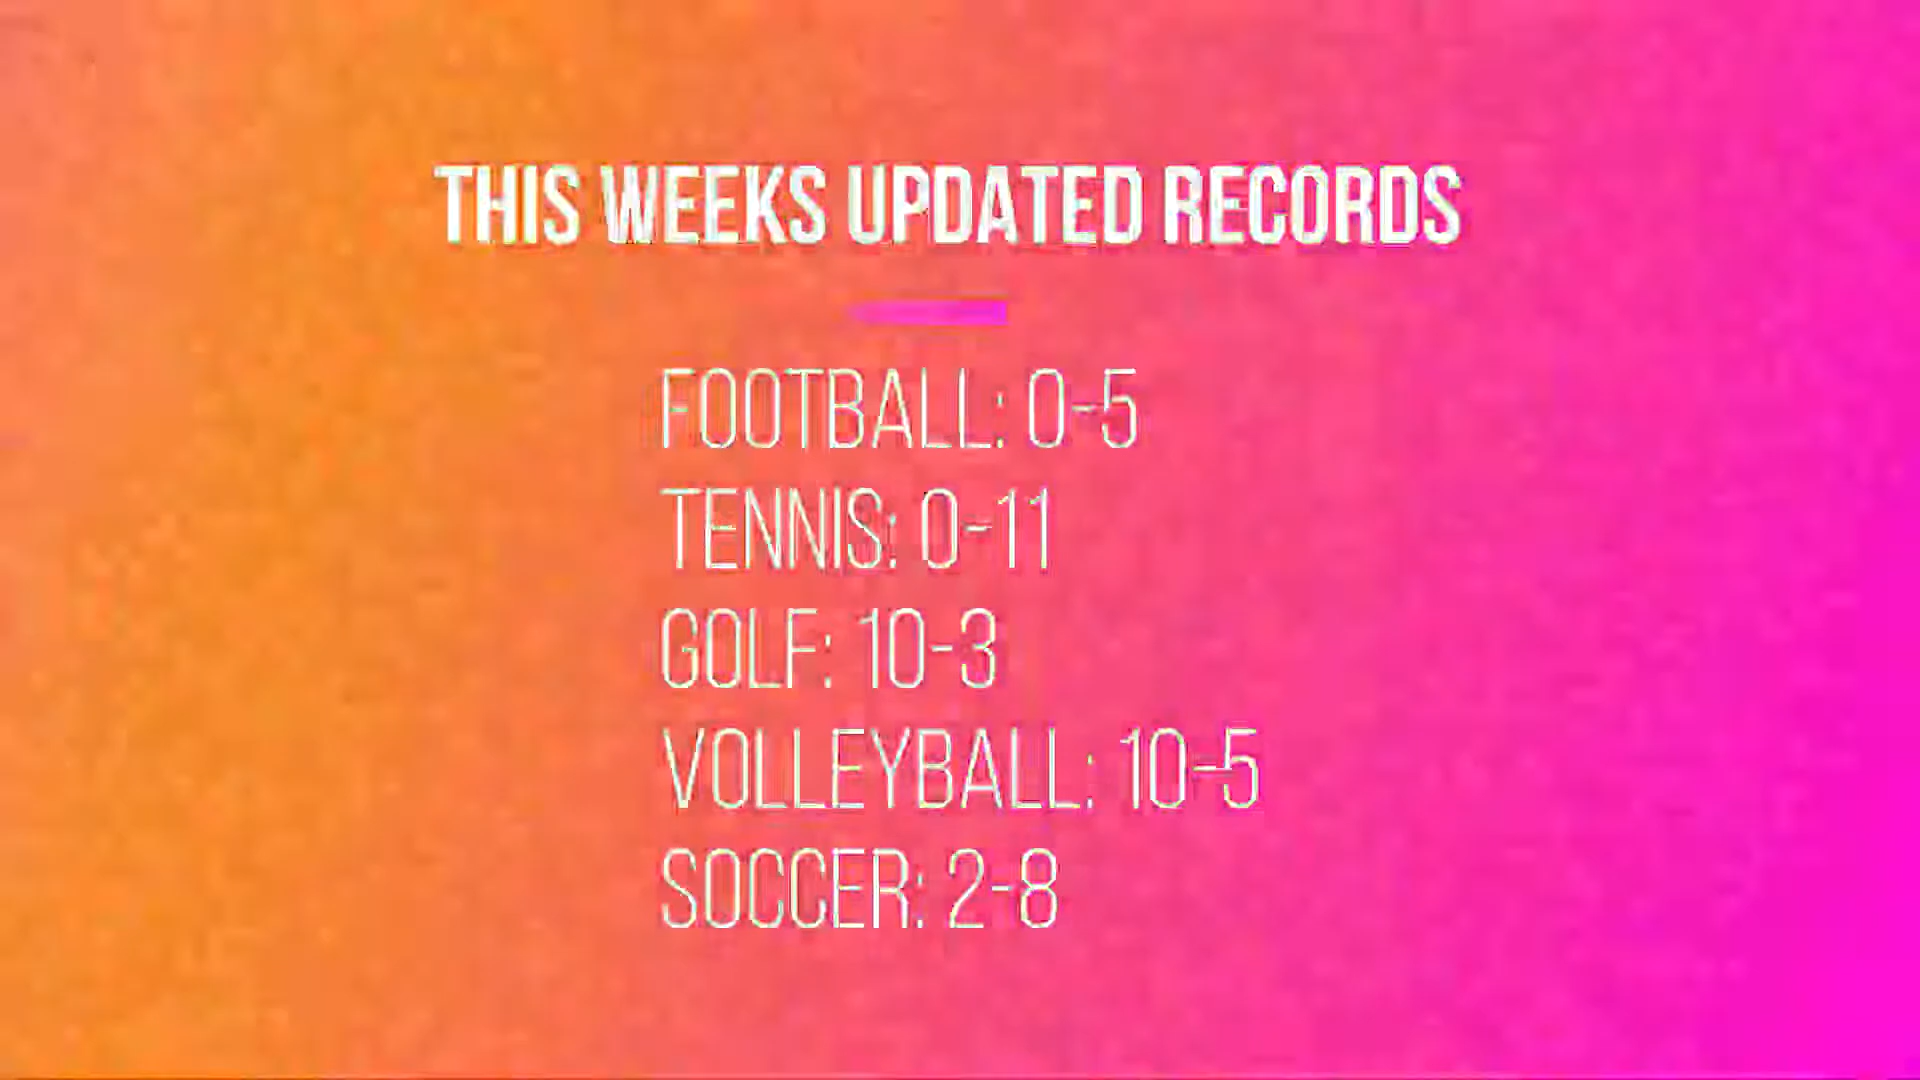 THIS WEEKS UPDATED RECORDS
FOOTBALL: 0-5
TENNIS: 0-11
GOLF: 10-3
VOLLEYBALL: 10-5
SOCCER: 2-8